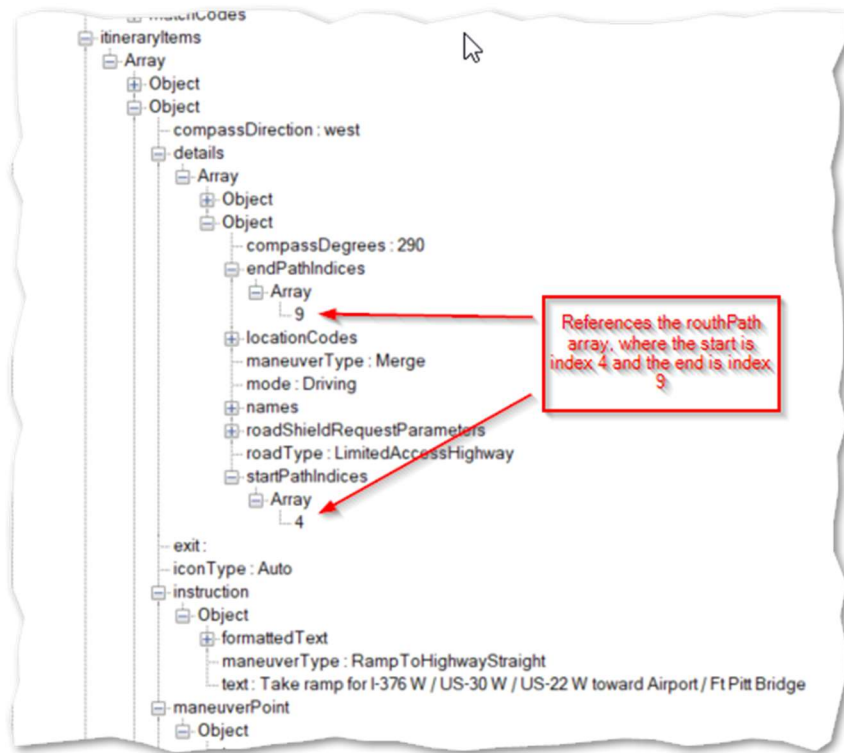 matchCodes
itineraryItems
Array
Object
Object
compassDirection : west
details
Array
Object
Object
compassDegrees : 290
endPathIndices
Array
9
locationCodes
maneuverType : Merge
mode : Driving
names
roadShieldRequestParameters
roadType : LimitedAccessHighway
startPathIndices
Array
4
exit :
iconType : Auto
instruction
Object
formattedText
maneuverType : RampToHighwayStraight
text : Take ramp for I-376 W / US-30 W / US-22 W toward Airport / Ft Pitt Bridge
maneuverPoint
Object
References the routhPath
array, where the start is
index 4 and the end is index
9